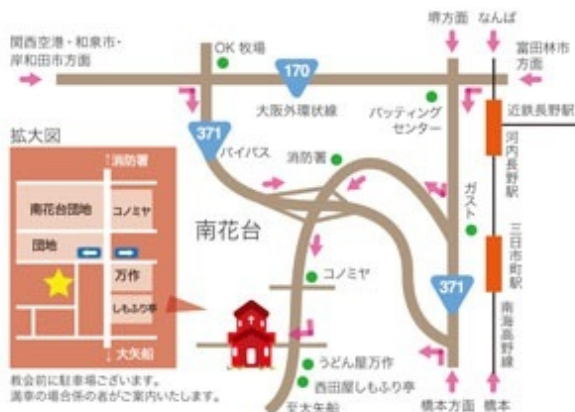 関西空港・和泉市・
岸和田市方面
OK 牧場
堺方面
なんば
富田林市
方面
170
大阪外環状線
バッティング
センター
近鉄長野駅
河内長野駅
拡大図
371
バイパス
消防署
ガスト
三日市町駅
南海高野線
↑消防署
南花台団地
コノミヤ
団地
万作
しもふり亭
↓大矢船
南花台
コノミヤ
371
うどん屋万作
西田屋しもふり亭
至大矢船
橋本方面
橋本
教会前に駐車場ございます。
満車の場合係の者がご案内いたします。